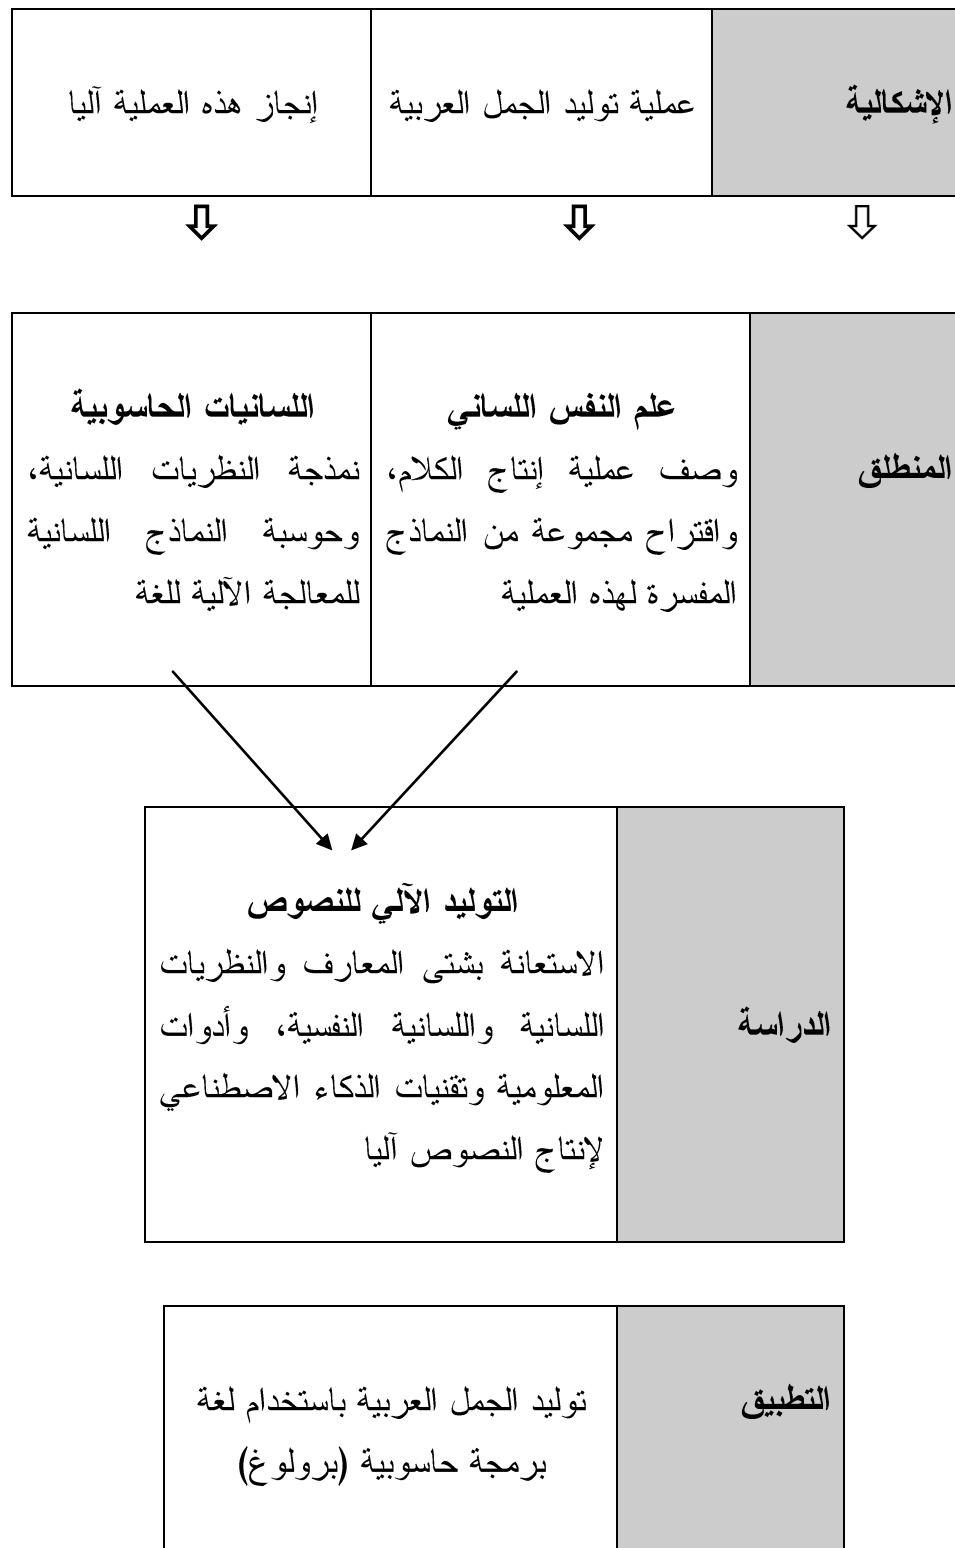 الإشكالية
عملية توليد الجمل العربية
إنجاز هذه العملية آليا
المنطلق
علم النفس اللساني
وصف عملية إنتاج الكلام،
واقتراح مجموعة من النماذج
المفسرة لهذه العملية
اللسانيات الحاسوبية
نمذجة النظريات اللسانية،
وحوسبة النماذج اللسانية
للمعالجة الآلية للغة
الدراسة
التوليد الآلي للنصوص
الاستعانة بشتى المعارف والنظريات
اللسانية واللسانية النفسية، وأدوات
المعلومية وتقنيات الذكاء الاصطناعي
لإنتاج النصوص آليا
التطبيق
توليد الجمل العربية باستخدام لغة
برمجة حاسوبية (برولوغ)